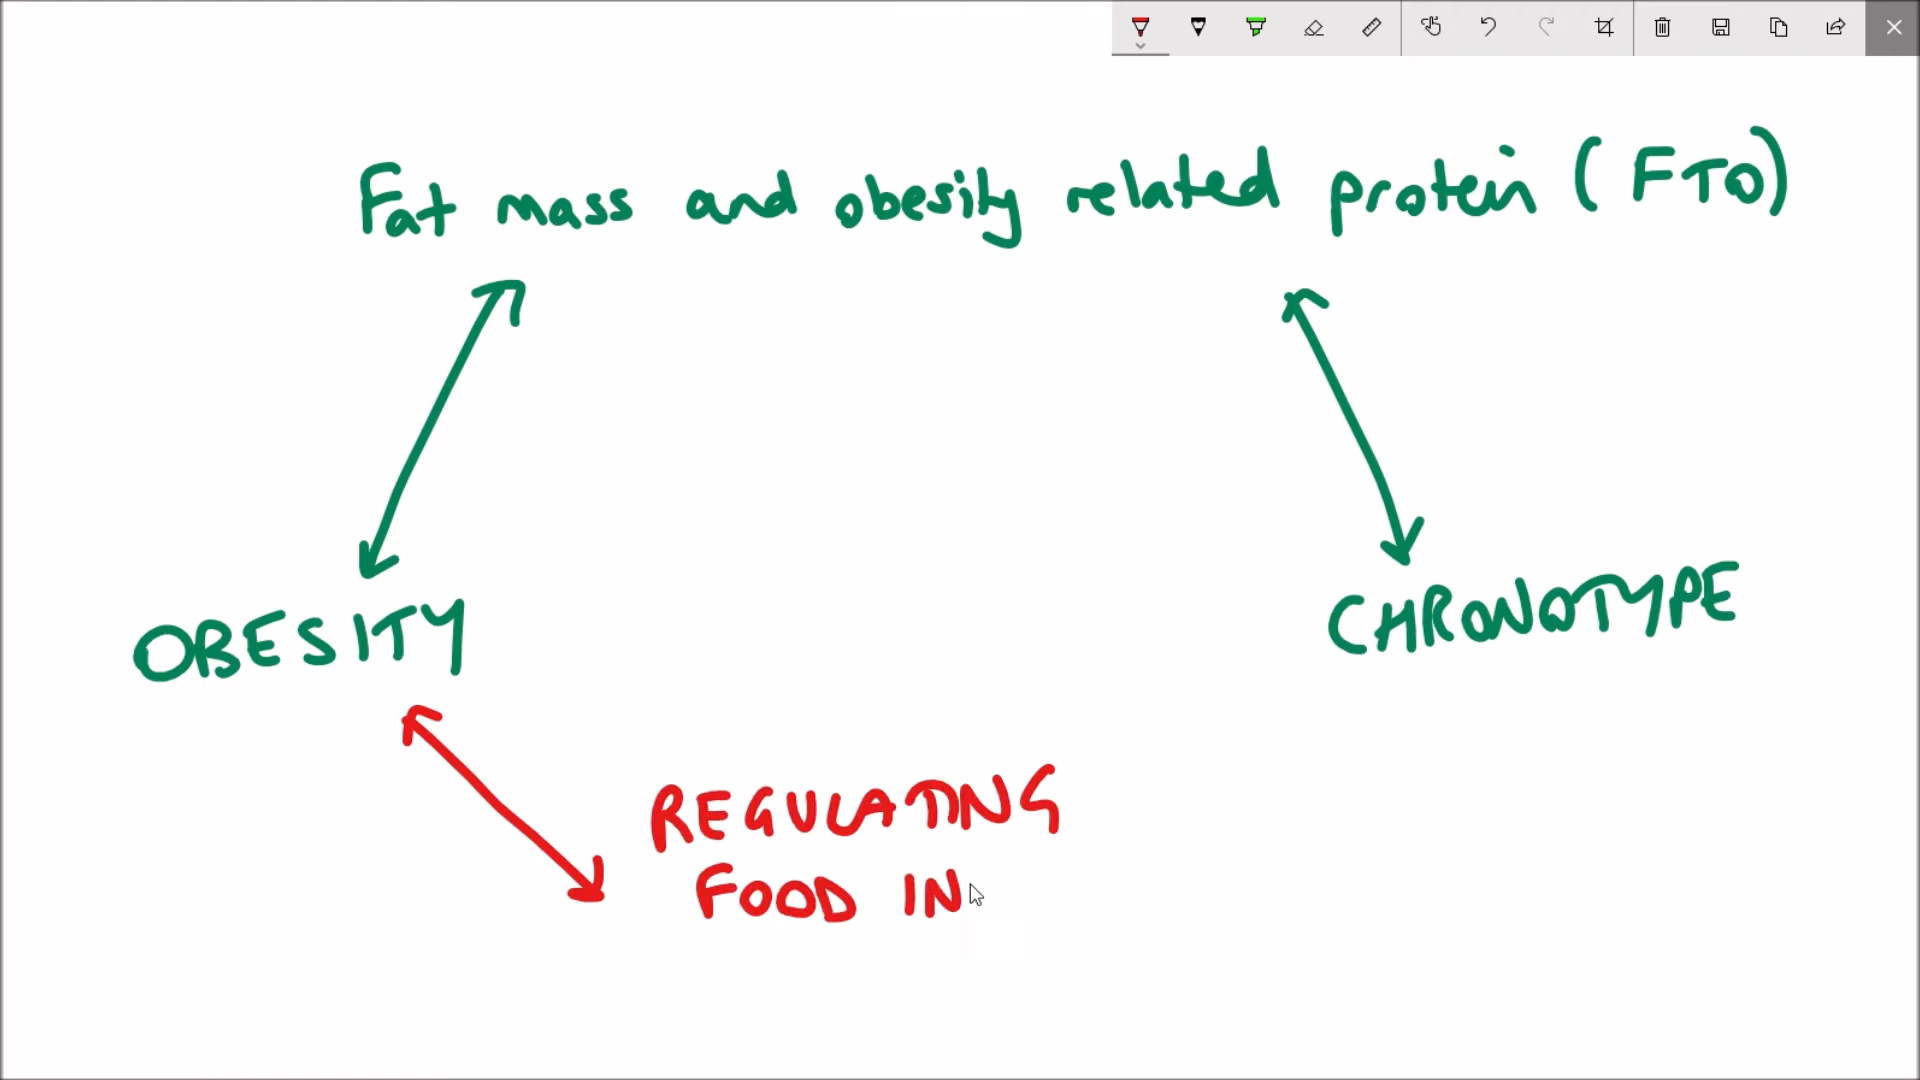 Fat mass and obesity related protein (FTO)
OBESITY
CHRONOTYPE
REGULATING
FOOD IN